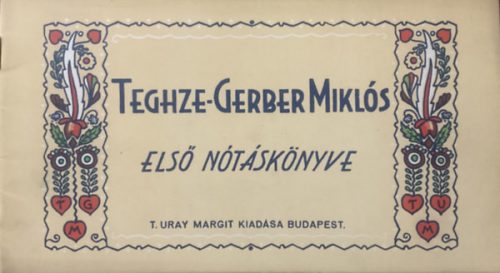 TEGHZE-GERBER MIKLÓS
ELSŐ NÓTÁSKÖNYVE
T G
M
T U
M
T. URAY MARGIT KIADÁSA BUDAPEST.